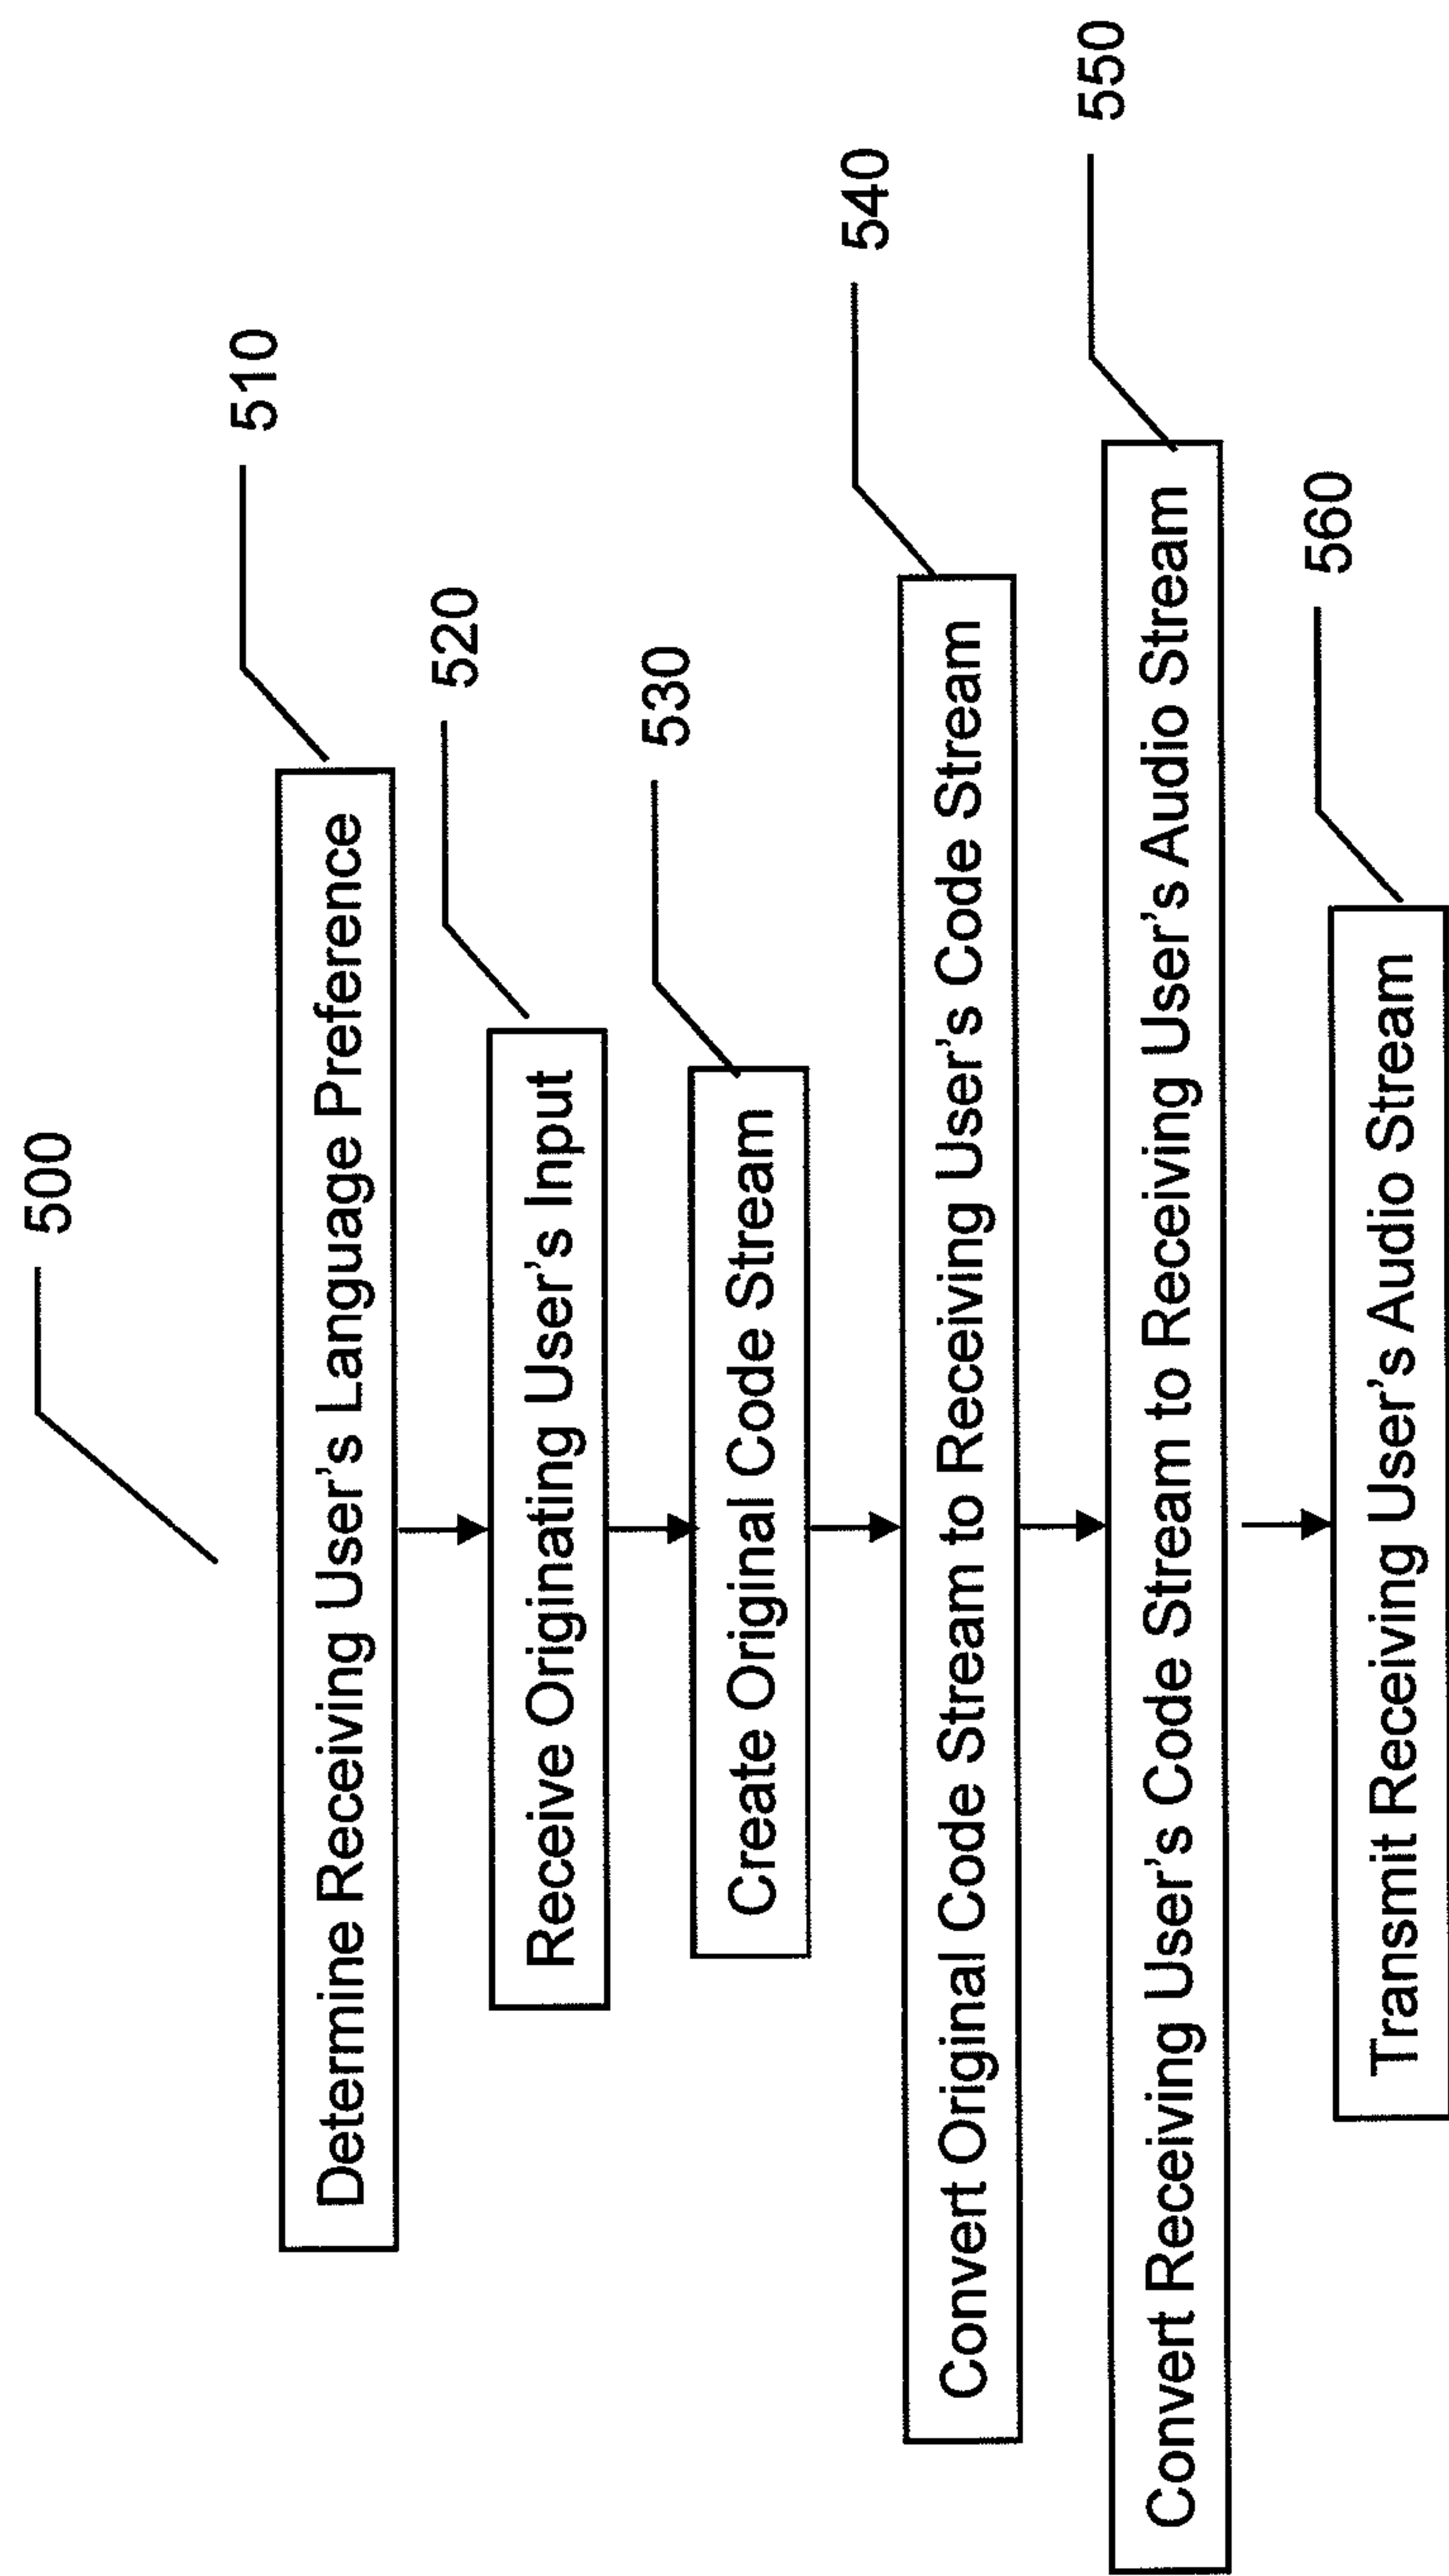 500
510
Determine Receiving User's Language Preference
520
Receive Originating User's Input
530
Create Original Code Stream
540
Convert Original Code Stream to Receiving User's Code Stream
550
Convert Receiving User's Code Stream to Receiving User's Audio Stream
560
Transmit Receiving User's Audio Stream